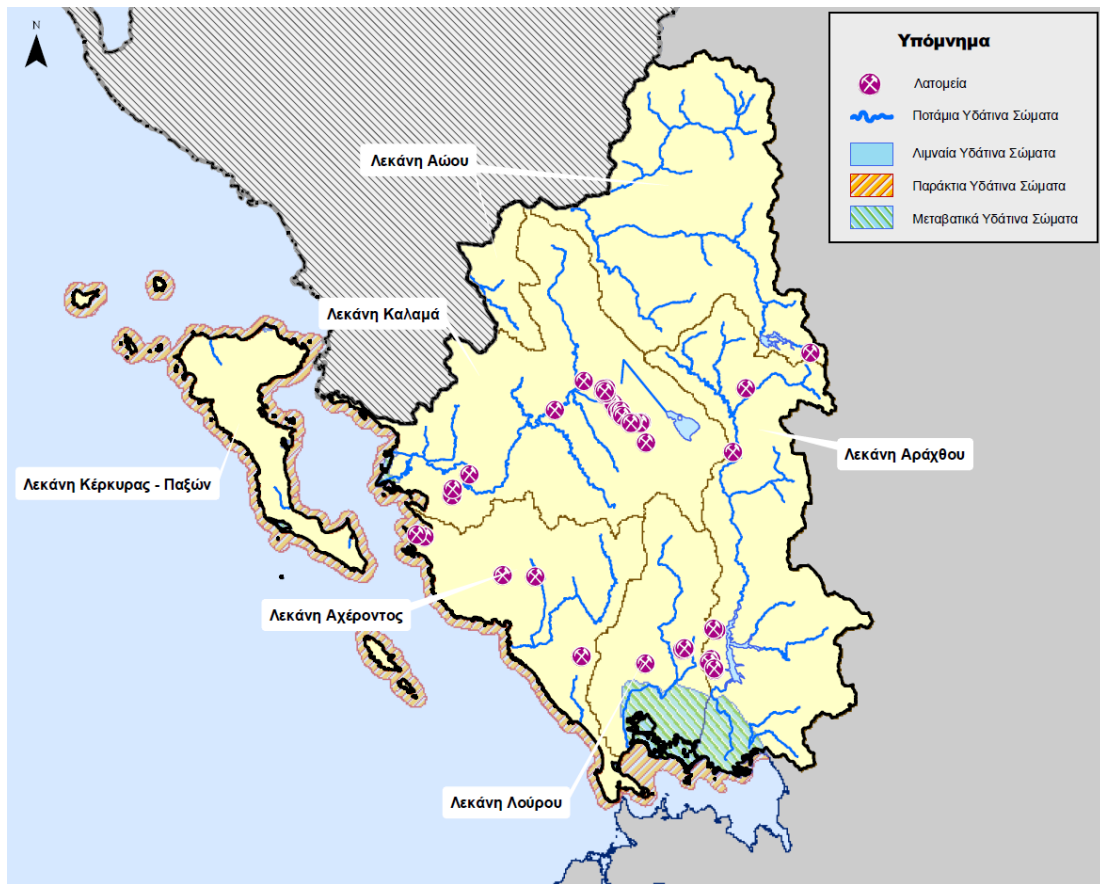 N
Υπόμνημα
Λατομεία
Ποτάμια Υδάτινα Σώματα
Λιμναία Υδάτινα Σώματα
Παράκτια Υδάτινα Σώματα
Μεταβατικά Υδάτινα Σώματα
Λεκάνη Αώου
Λεκάνη Καλαμά
Λεκάνη Αράχθου
Λεκάνη Κέρκυρας - Παξών
Λεκάνη Αχέροντος
Λεκάνη Λούρου